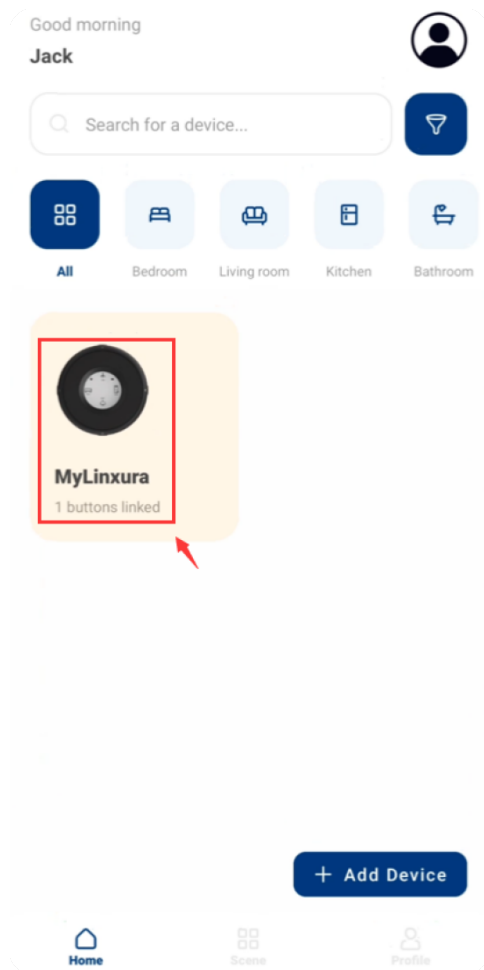 Good morning
Jack
Search for a device...
All
Bedroom
Living room
Kitchen
Bathroom
MyLinxura
1 buttons linked
+ Add Device
Home
Scene
Profile